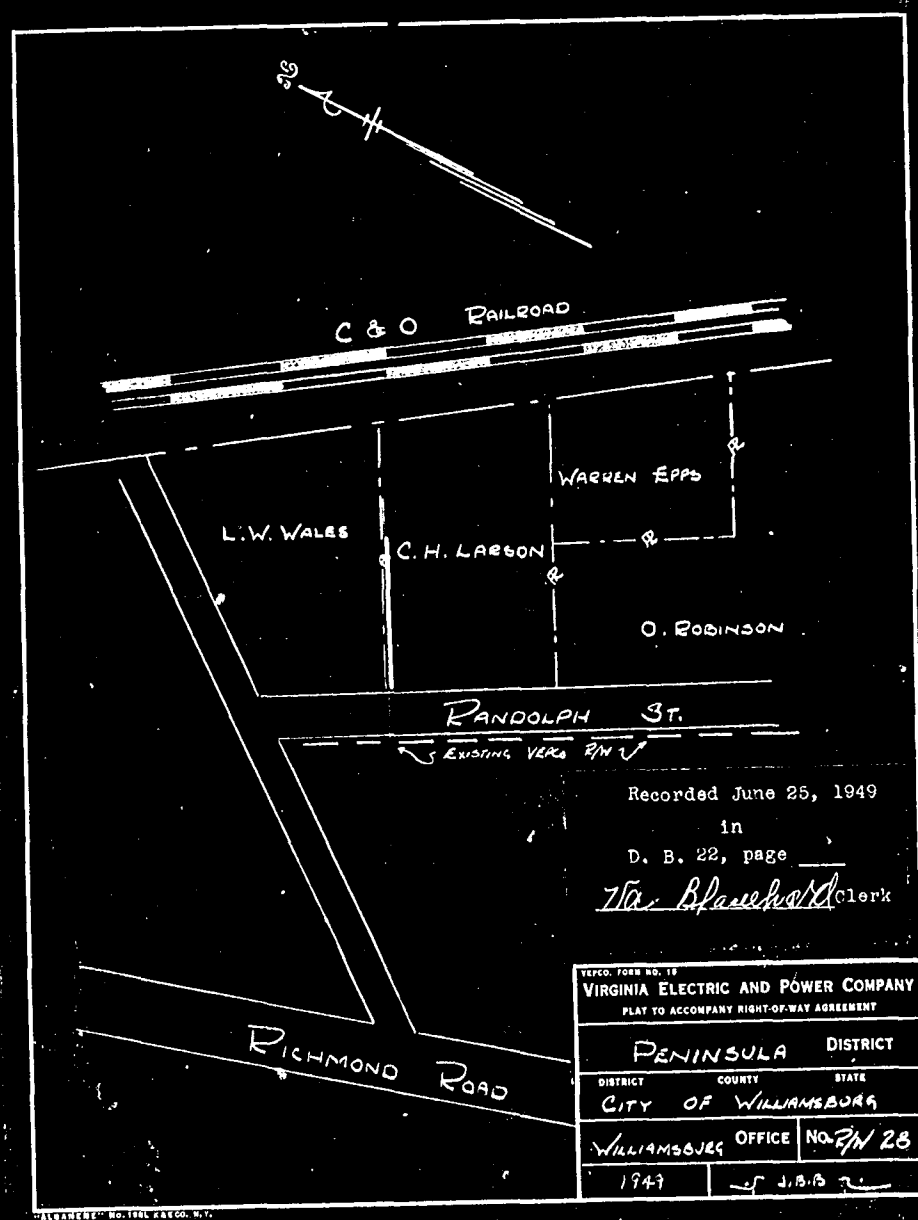 C & O RAILROAD
WARREN EPPS
L.W. WALES
C. H. LARSON
R
R
R
O. ROBINSON
RANDOLPH ST.
EXISTING VEPCO R/W
Recorded June 25, 1949
in
D. B. 22, page ____
Clerk
RICHMOND ROAD
VEPCO. FORM NO. 18
VIRGINIA ELECTRIC AND POWER COMPANY
PLAT TO ACCOMPANY RIGHT-OF-WAY AGREEMENT
PENINSULA DISTRICT
DISTRICT COUNTY STATE
CITY OF WILLIAMSBURG
WILLIAMSBURG OFFICE NO. R/W 28
J.B.B